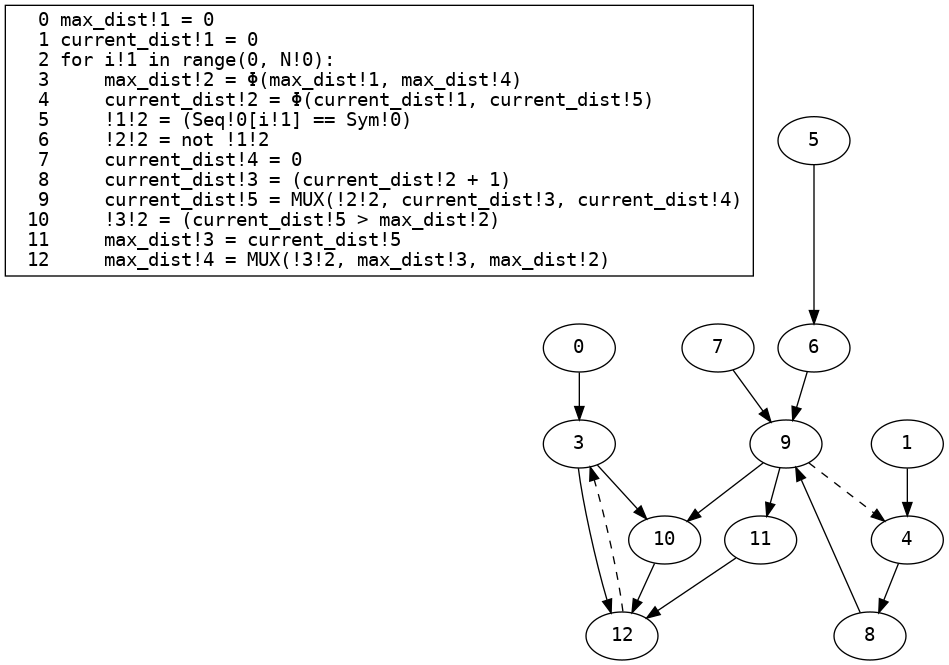 0 max_dist!1 = 0
1 current_dist!1 = 0
2 for i!1 in range(0, N!0):
3     max_dist!2 = Φ(max_dist!1, max_dist!4)
4     current_dist!2 = Φ(current_dist!1, current_dist!5)
5     !1!2 = (Seq!0[i!1] == Sym!0)
6     !2!2 = not !1!2
7     current_dist!4 = 0
8     current_dist!3 = (current_dist!2 + 1)
9     current_dist!5 = MUX(!2!2, current_dist!3, current_dist!4)
10     !3!2 = (current_dist!5 > max_dist!2)
11     max_dist!3 = current_dist!5
12     max_dist!4 = MUX(!3!2, max_dist!3, max_dist!2)
5
0
7
6
3
9
1
10
11
4
12
8